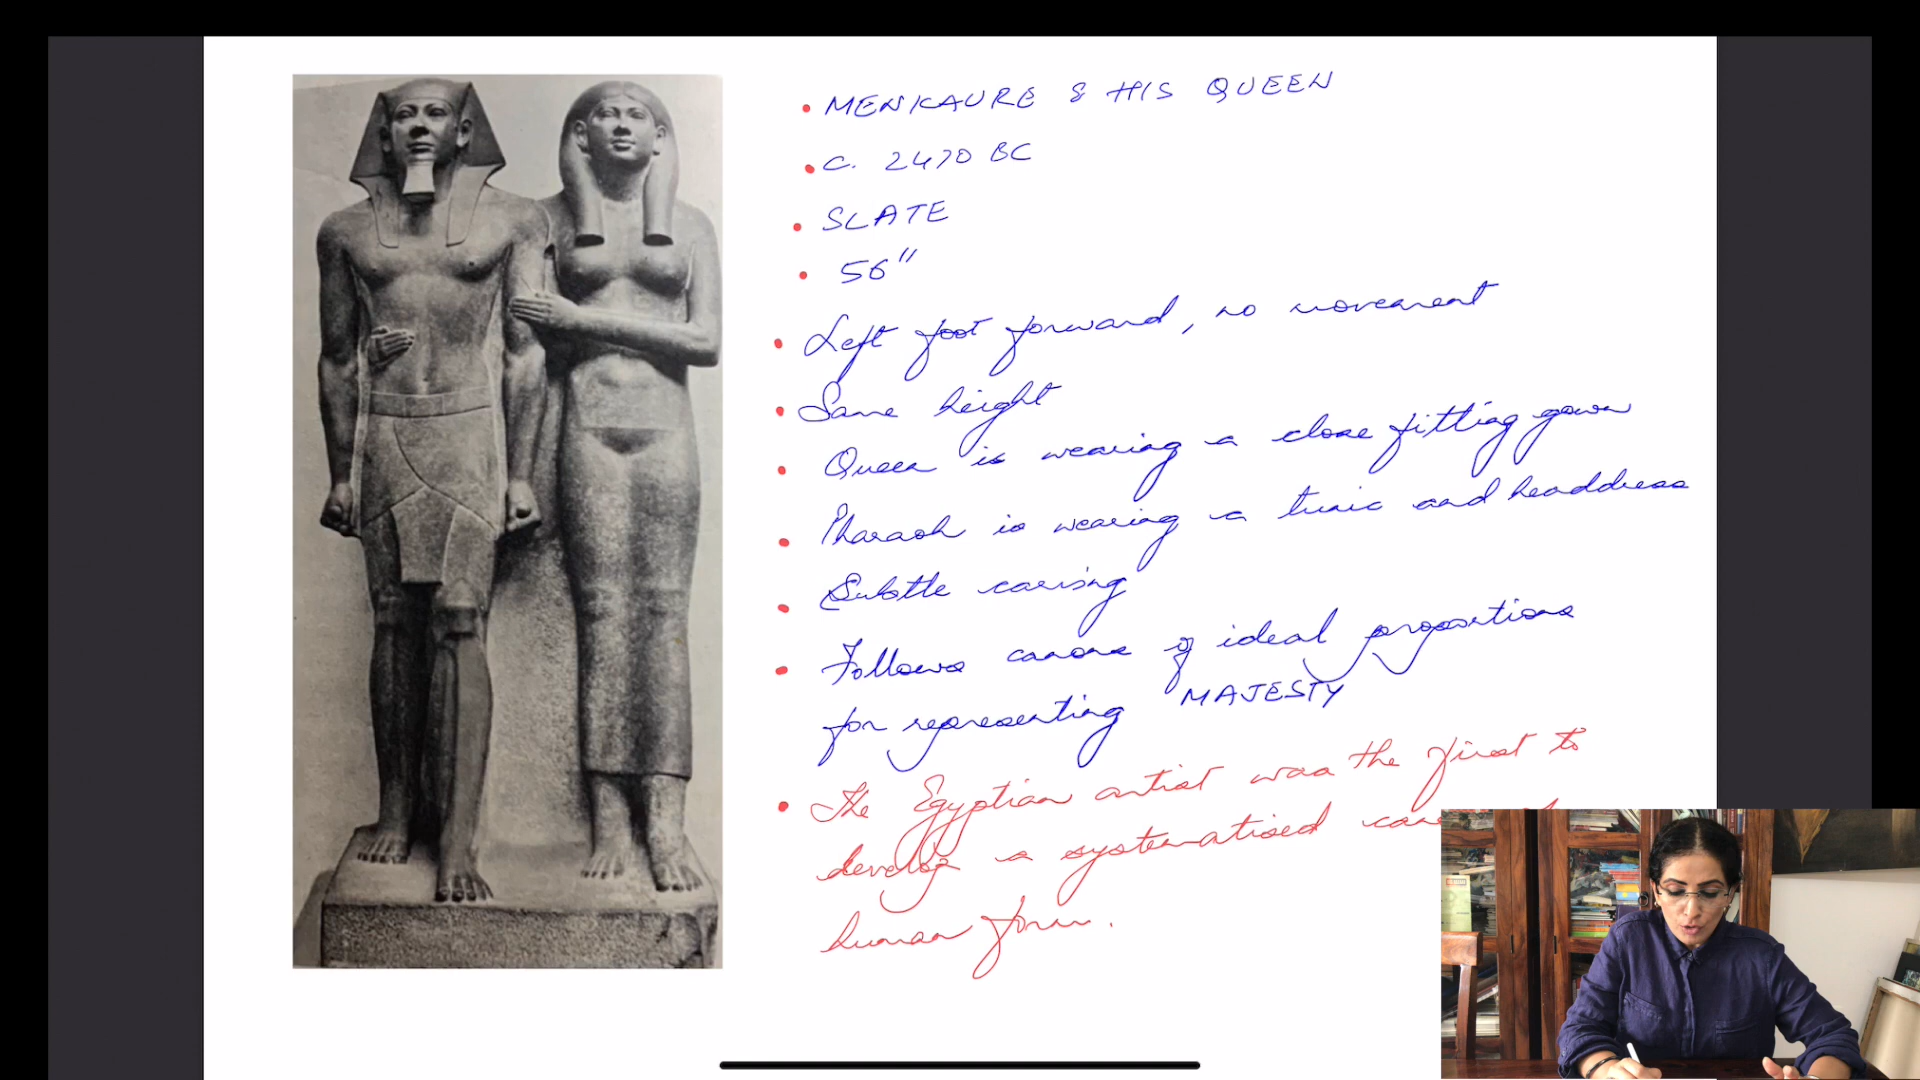 • MENKAURE & HIS QUEEN
• C. 2470 BC
• SLATE
• 56"
• Left foot forward, no movement
• Same height
• Queen is wearing a close fitting gown
• Pharaoh is wearing a tunic and headdress
• Subtle carving
• Follows canons of ideal proportions
for representing MAJESTY
• The Egyptian artist was the first to
develop a systematised
human form.